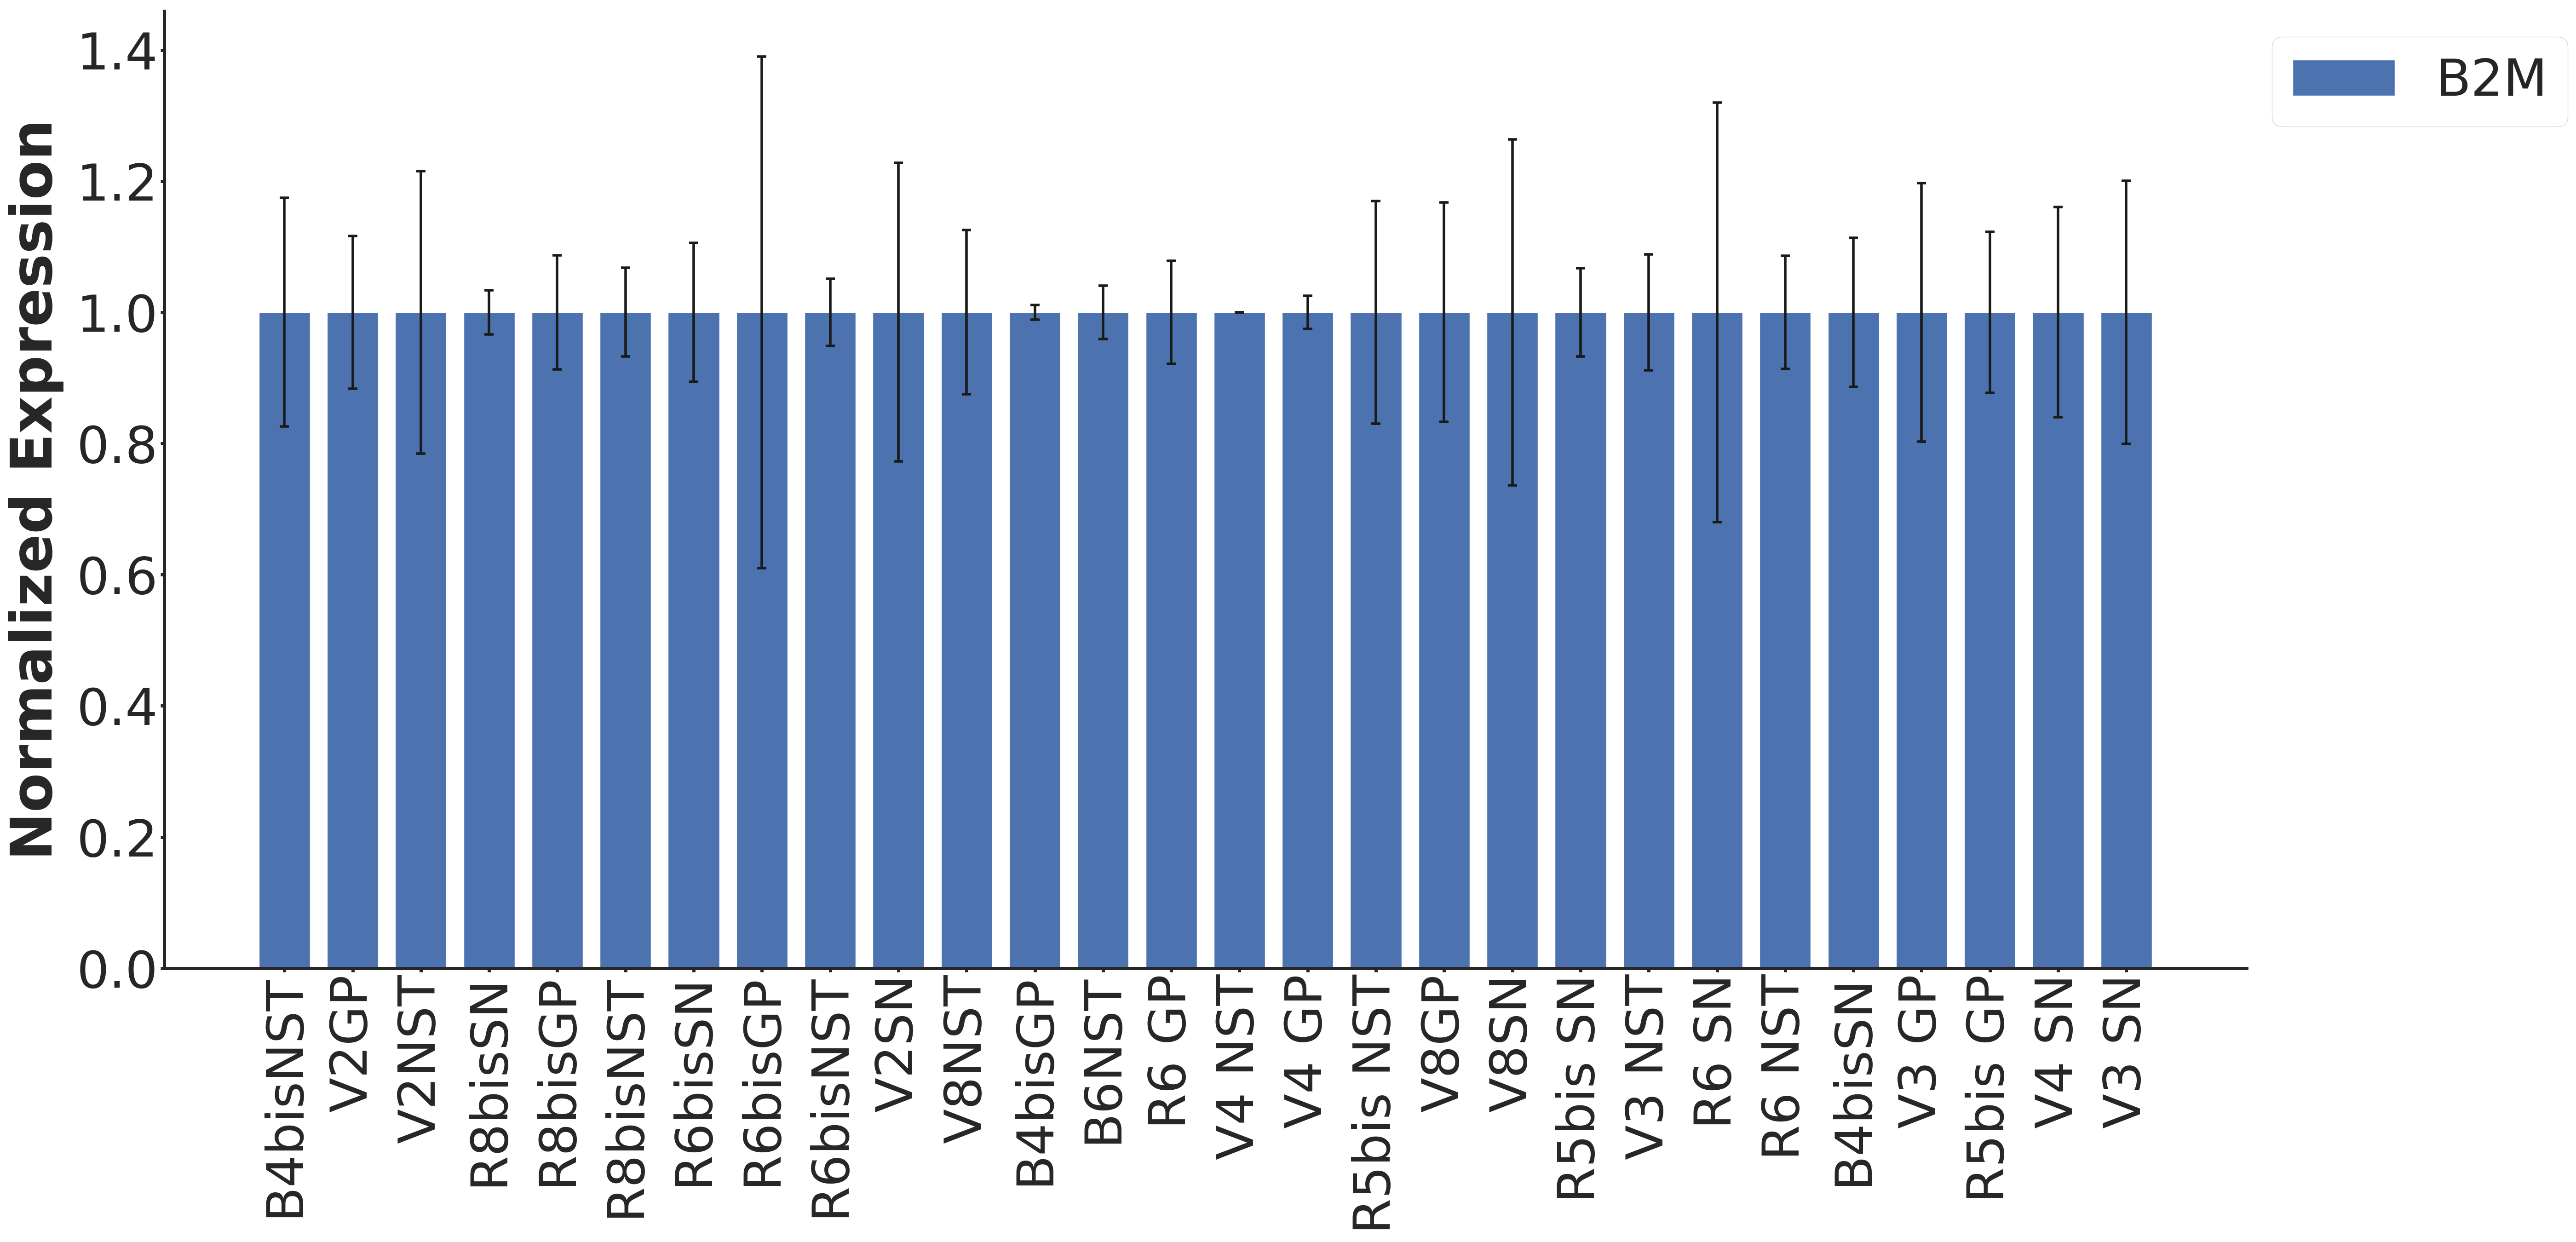 Normalized Expression
1.4
1.2
1.0
0.8
0.6
0.4
0.2
0.0
B4bisNST
V2GP
V2NST
R8bisSN
R8bisGP
R8bisNST
R6bisSN
R6bisGP
R6bisNST
V2SN
V8NST
B4bisGP
B6NST
R6 GP
V4 NST
V4 GP
R5bis NST
V8GP
V8SN
R5bis SN
V3 NST
R6 SN
R6 NST
B4bisSN
V3 GP
R5bis GP
V4 SN
V3 SN
B2M